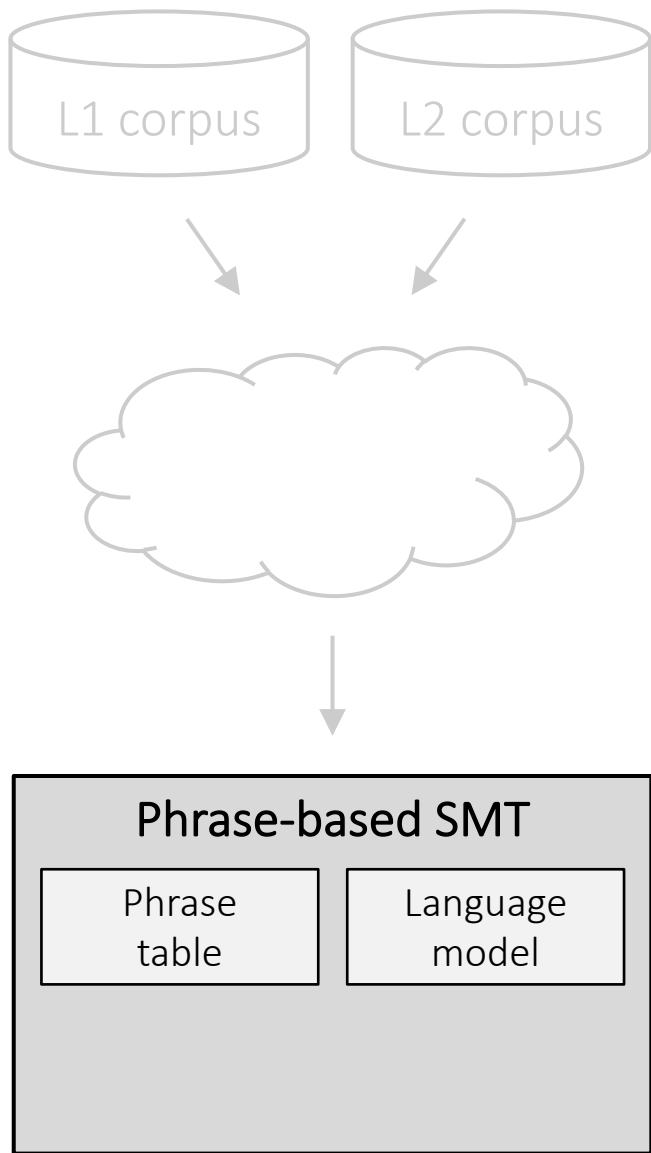 L1 corpus
L2 corpus
Phrase-based SMT
Phrase
table
Language
model